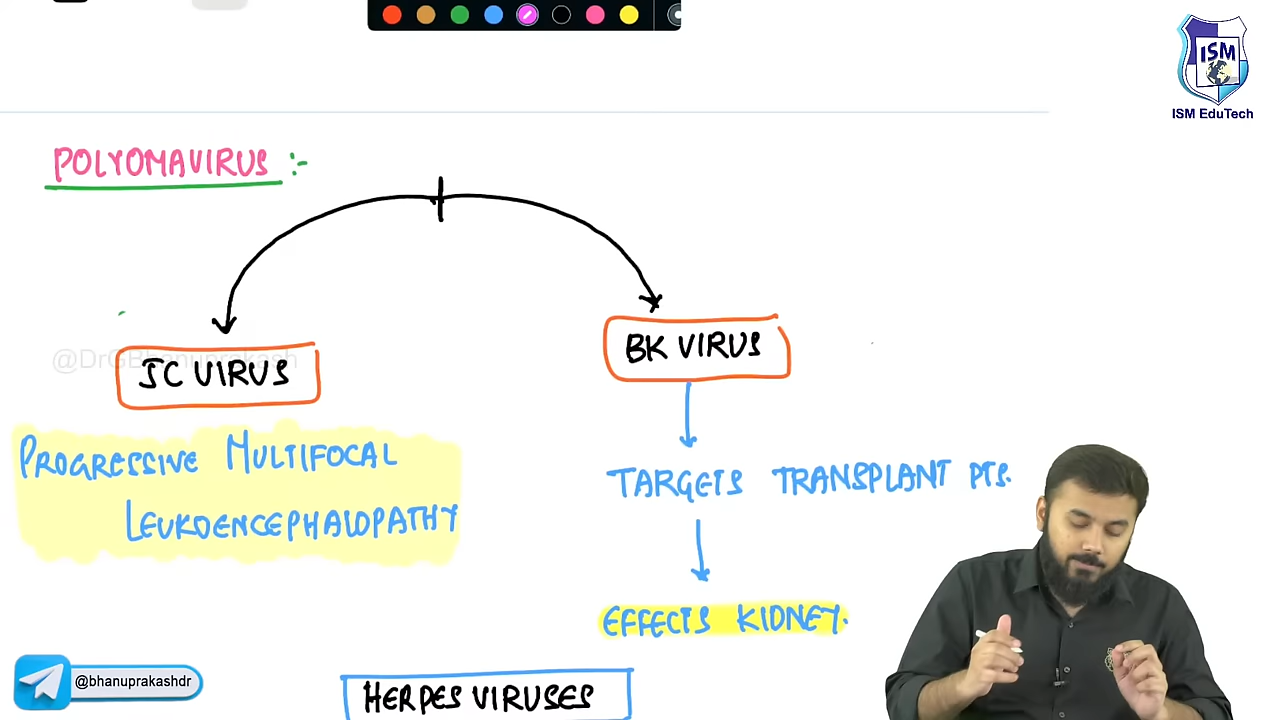 ISM
ISM EduTech
POLYOMAVIRUS :-
@DrGBhanuprakash
JC VIRUS
BK VIRUS
PROGRESSIVE MULTIFOCAL
LEUKOENCEPHALOPATHY
TARGETS TRANSPLANT PTS.
EFFECTS KIDNEY.
@bhanuprakashdr
HERPES VIRUSES